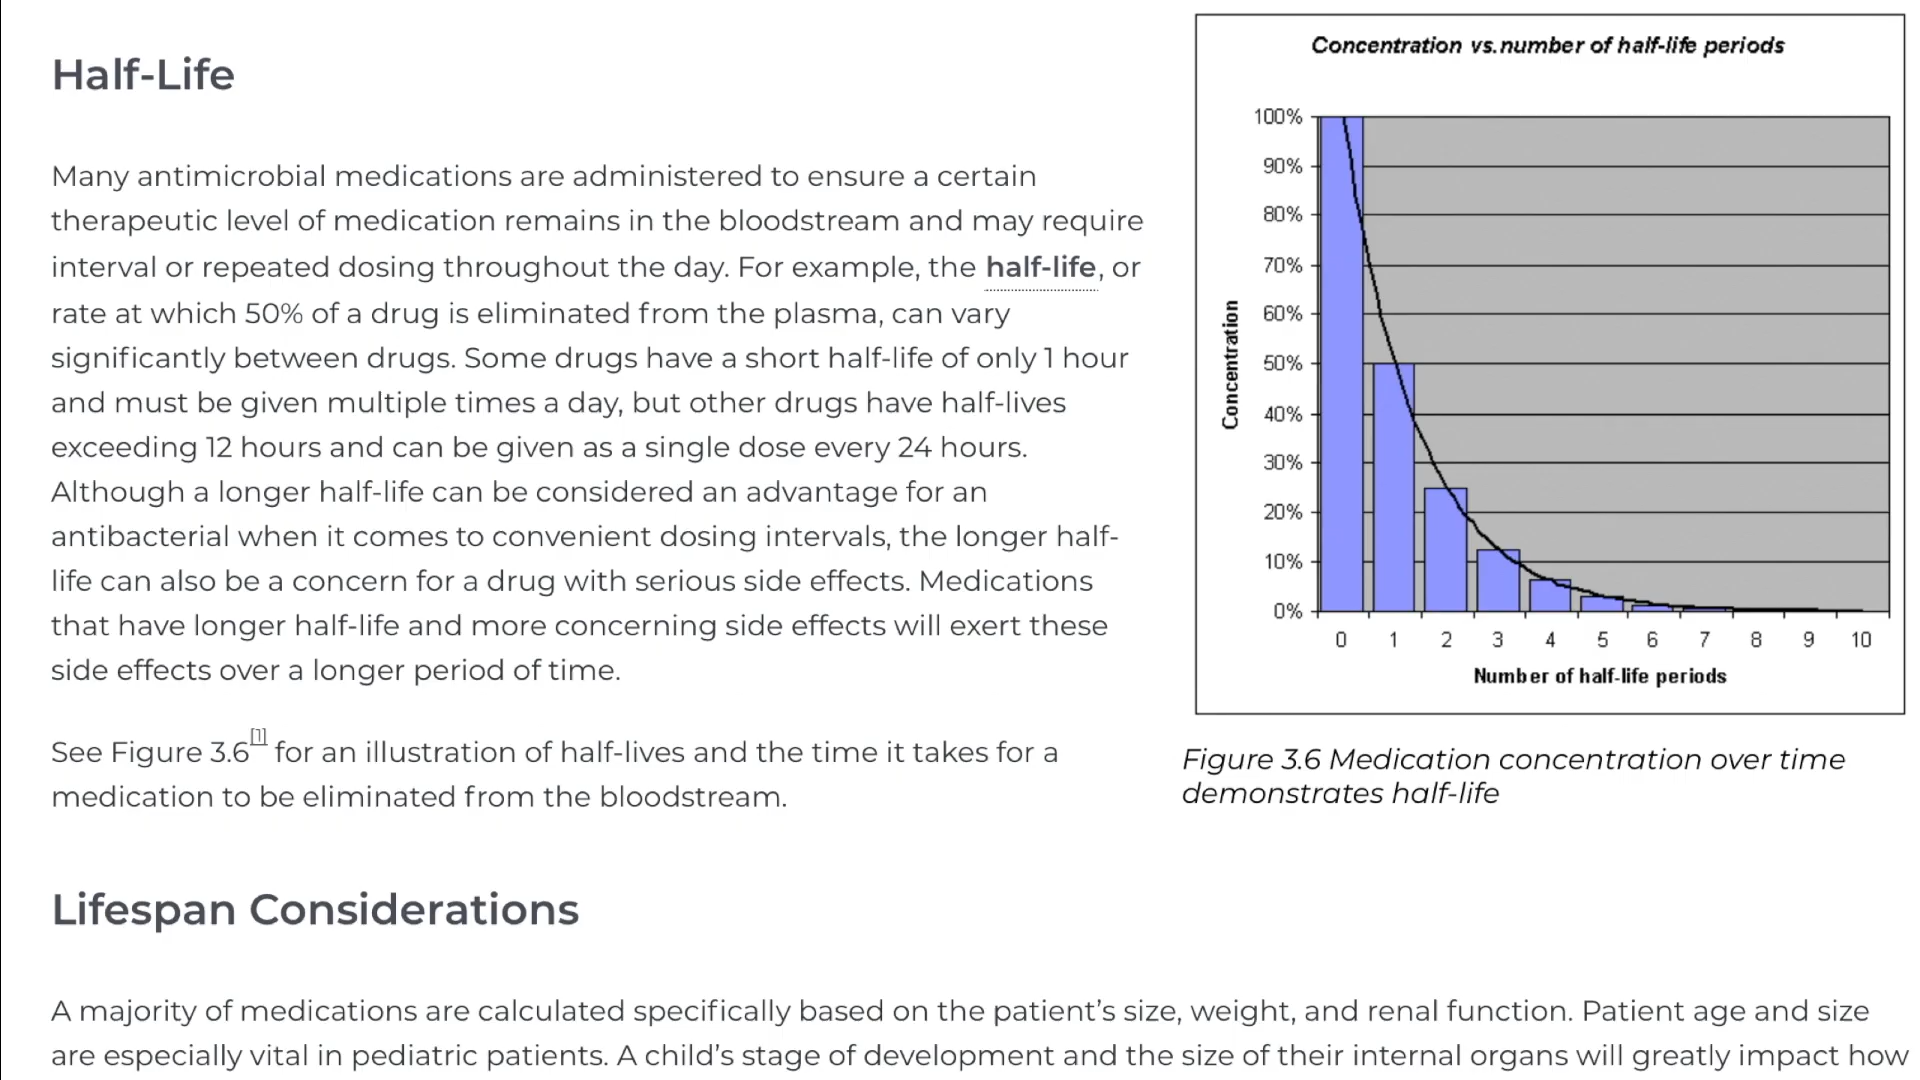 Half-Life
Many antimicrobial medications are administered to ensure a certain
therapeutic level of medication remains in the bloodstream and may require
interval or repeated dosing throughout the day. For example, the half-life, or
rate at which 50% of a drug is eliminated from the plasma, can vary
significantly between drugs. Some drugs have a short half-life of only 1 hour
and must be given multiple times a day, but other drugs have half-lives
exceeding 12 hours and can be given as a single dose every 24 hours.
Although a longer half-life can be considered an advantage for an
antibacterial when it comes to convenient dosing intervals, the longer half-
life can also be a concern for a drug with serious side effects. Medications
that have longer half-life and more concerning side effects will exert these
side effects over a longer period of time.
See Figure 3.6[1] for an illustration of half-lives and the time it takes for a
medication to be eliminated from the bloodstream.
Concentration vs.number of half-life periods
100%
90%
80%
70%
60%
50%
40%
30%
20%
10%
0%
Concentration
0 1 2 3 4 5 6 7 8 9 10
Number of half-life periods
Figure 3.6 Medication concentration over time
demonstrates half-life
Lifespan Considerations
A majority of medications are calculated specifically based on the patient’s size, weight, and renal function. Patient age and size
are especially vital in pediatric patients. A child’s stage of development and the size of their internal organs will greatly impact how